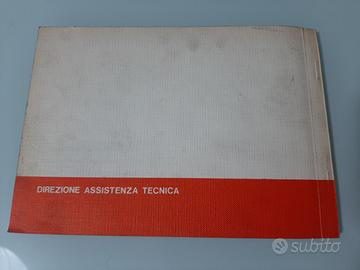 DIREZIONE ASSISTENZA TECNICA
subito